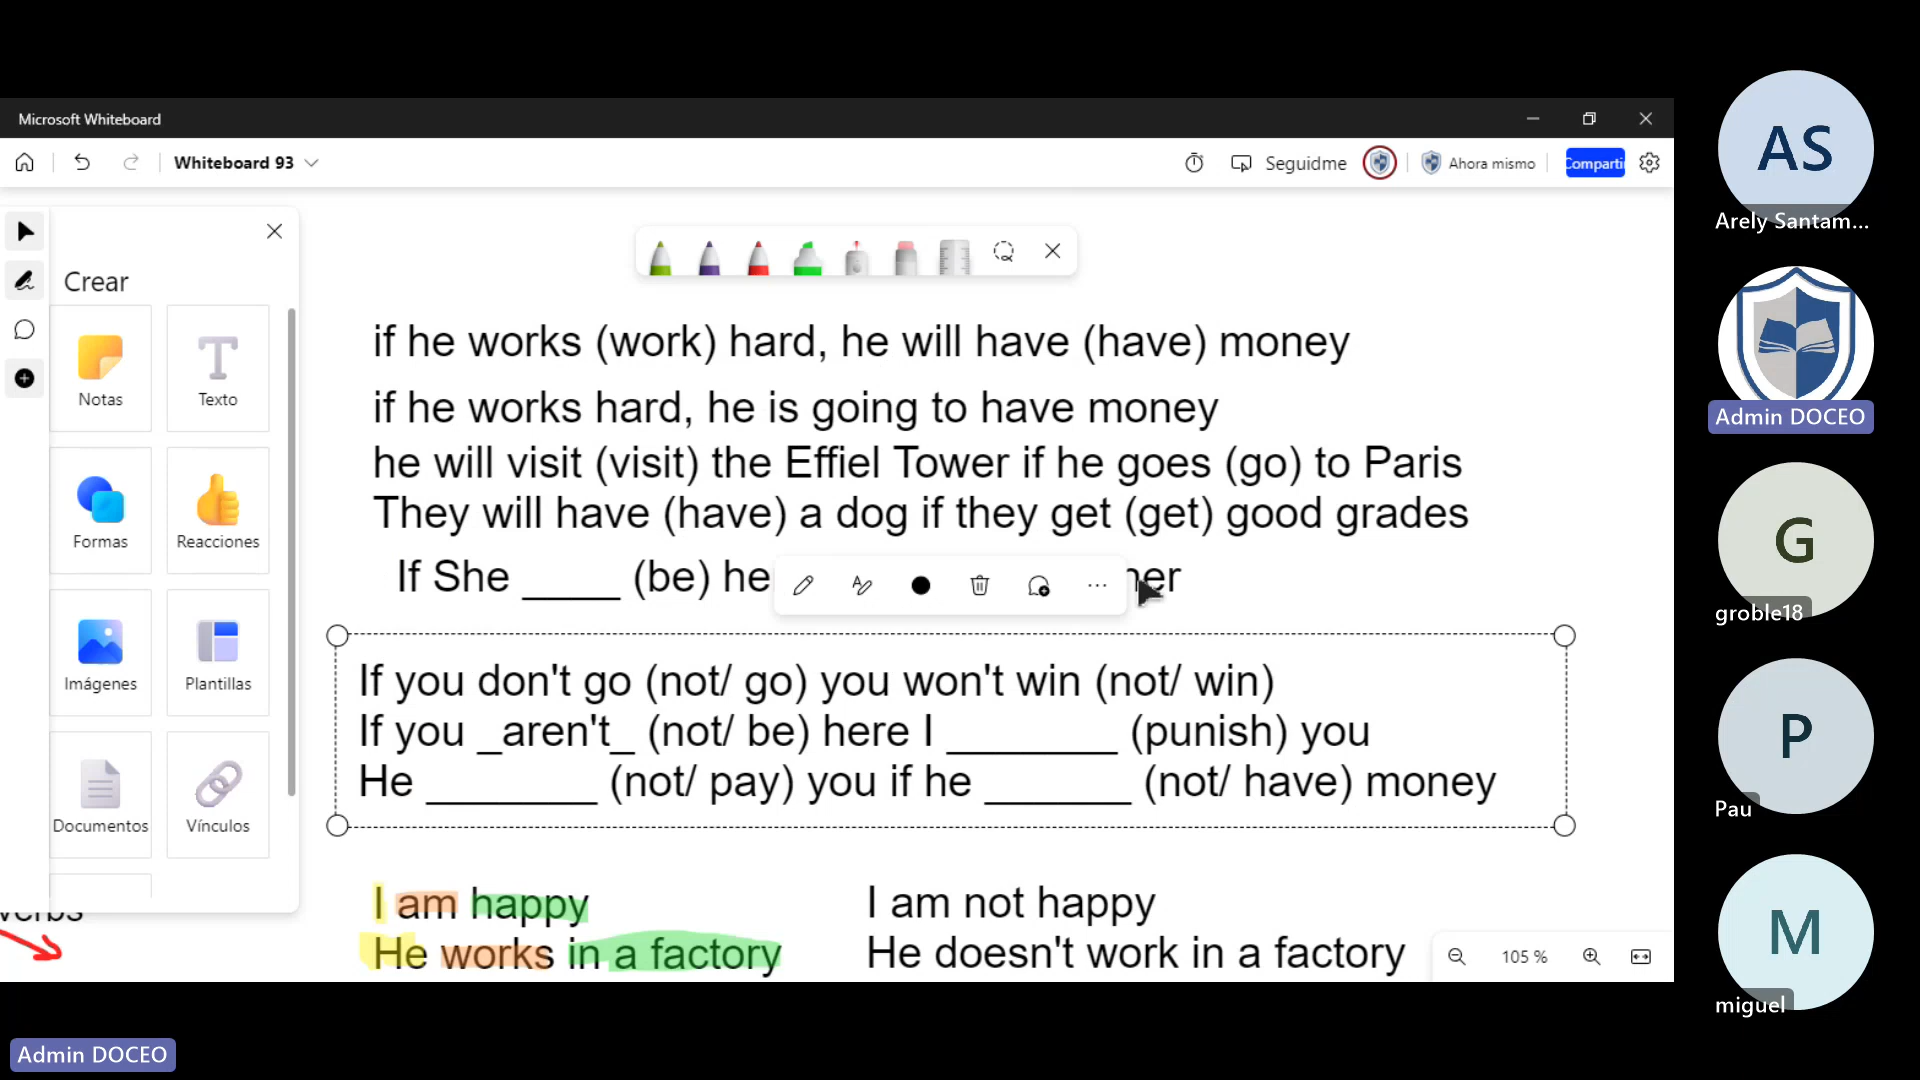 Microsoft Whiteboard
Whiteboard 93
Seguidme
Ahora mismo
Comparti
Crear
Notas
Texto
Formas
Reacciones
Imágenes
Plantillas
Documentos
Vínculos
if he works (work) hard, he will have (have) money
if he works hard, he is going to have money
he will visit (visit) the Effiel Tower if he goes (go) to Paris
They will have (have) a dog if they get (get) good grades
If She ____ (be) he
If you don't go (not/ go) you won't win (not/ win)
If you _aren't_ (not/ be) here I _______ (punish) you
He _______ (not/ pay) you if he ______ (not/ have) money
I am happy
I am not happy
He works in a factory
He doesn't work in a factory
verbs
105 %
AS
Arely Santam...
Admin DOCEO
G
groble18
P
Pau
M
miguel
Admin DOCEO